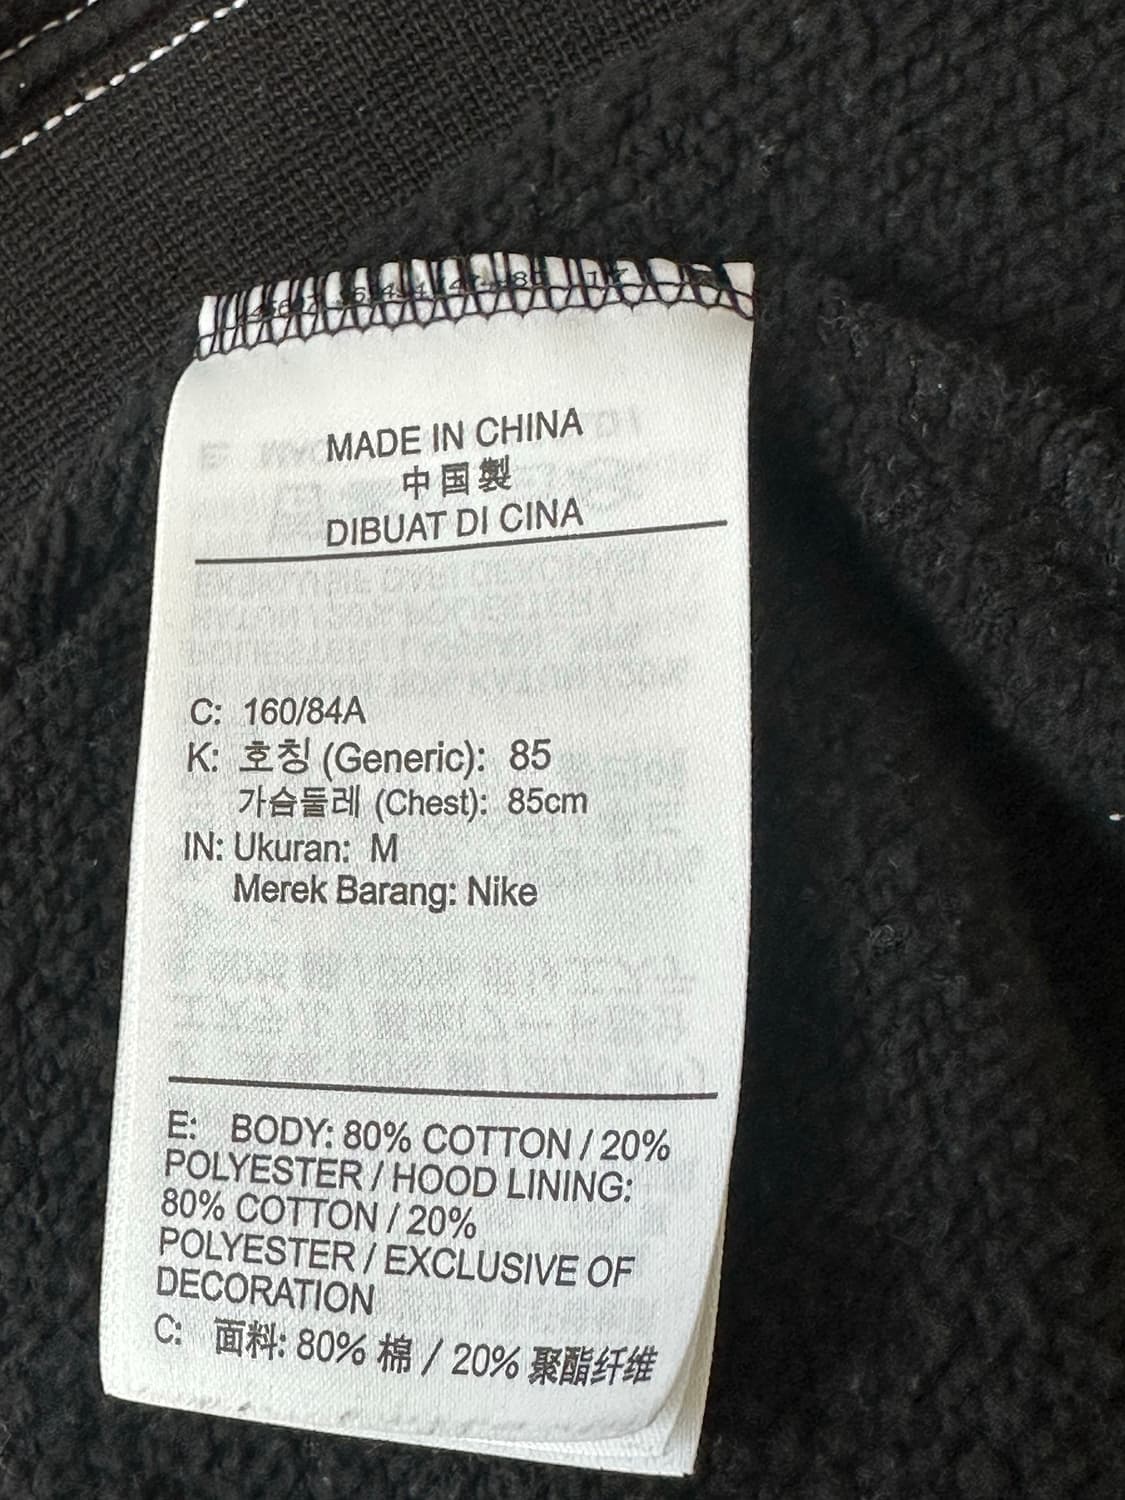 MADE IN CHINA
中国製
DIBUAT DI CINA
C: 160/84A
K: 호칭 (Generic): 85
가슴둘레 (Chest): 85cm
IN: Ukuran: M
Merek Barang: Nike
E: BODY: 80% COTTON / 20%
POLYESTER / HOOD LINING:
80% COTTON / 20%
POLYESTER / EXCLUSIVE OF
DECORATION
C: 面料: 80% 棉 / 20% 聚酯纤维